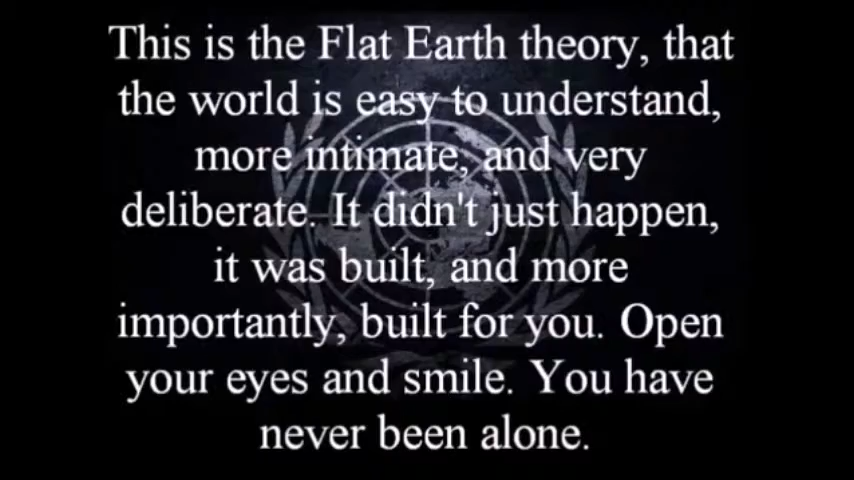 This is the Flat Earth theory, that
the world is easy to understand,
more intimate, and very
deliberate. It didn't just happen,
it was built, and more
importantly, built for you. Open
your eyes and smile. You have
never been alone.